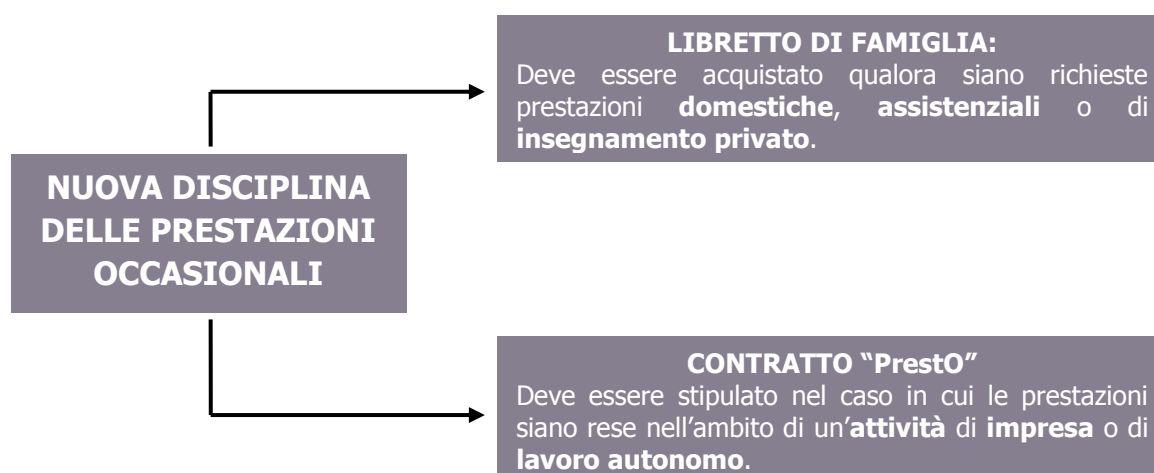 LIBRETTO DI FAMIGLIA:
Deve essere acquistato qualora siano richieste
prestazioni domestiche, assistenziali o di
insegnamento privato.
NUOVA DISCIPLINA
DELLE PRESTAZIONI
OCCASIONALI
CONTRATTO “PrestO”
Deve essere stipulato nel caso in cui le prestazioni
siano rese nell’ambito di un’attività di impresa o di
lavoro autonomo.